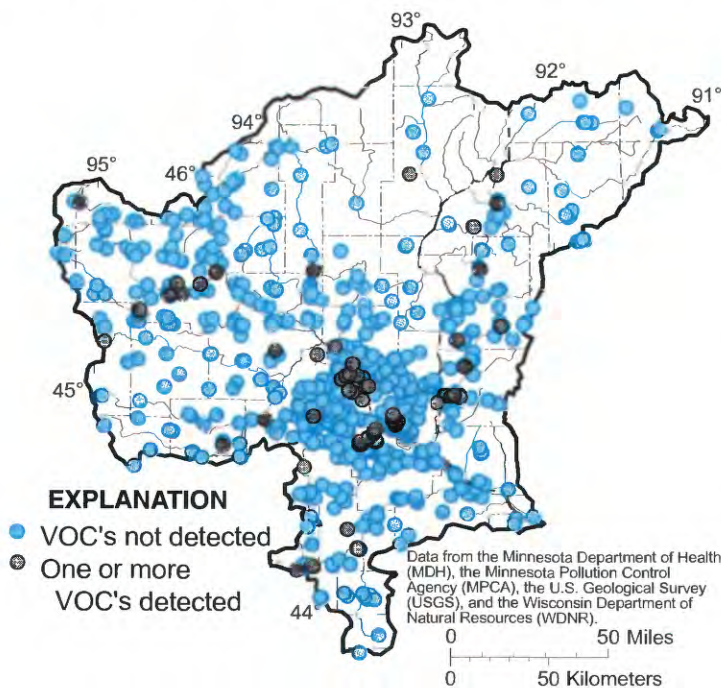 93°
92°
91°
94°
95°
46°
45°
EXPLANATION
VOC's not detected
One or more
VOC's detected
44
Data from the Minnesota Department of Health
(MDH), the Minnesota Pollution Control
Agency (MPCA), the U.S. Geological Survey
(USGS), and the Wisconsin Department of
Natural Resources (WDNR).
0 50 Miles
0 50 Kilometers